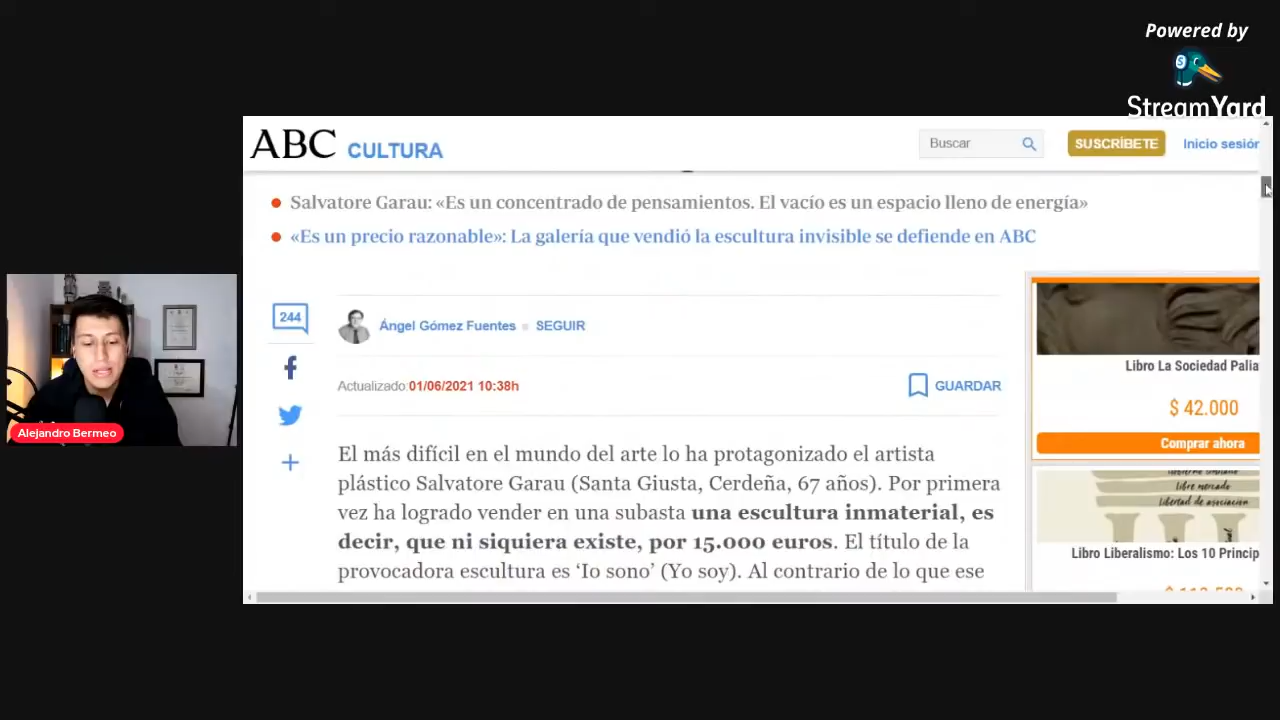 Powered by
StreamYard
ABC CULTURA
Buscar
SUSCRÍBETE
Inicio sesión
Salvatore Garau: «Es un concentrado de pensamientos. El vacío es un espacio lleno de energía»
«Es un precio razonable»: La galería que vendió la escultura invisible se defiende en ABC
244
Ángel Gómez Fuentes
SEGUIR
Actualizado:01/06/2021 10:38h
GUARDAR
El más difícil en el mundo del arte lo ha protagonizado el artista
plástico Salvatore Garau (Santa Giusta, Cerdeña, 67 años). Por primera
vez ha logrado vender en una subasta una escultura inmaterial, es
decir, que ni siquiera existe, por 15.000 euros. El título de la
provocadora escultura es ‘Io sono’ (Yo soy). Al contrario de lo que ese
Libro La Sociedad Palia
$ 42.000
Comprar ahora
libre mercado
libertad de asociación
Libro Liberalismo: Los 10 Princip
Alejandro Bermeo